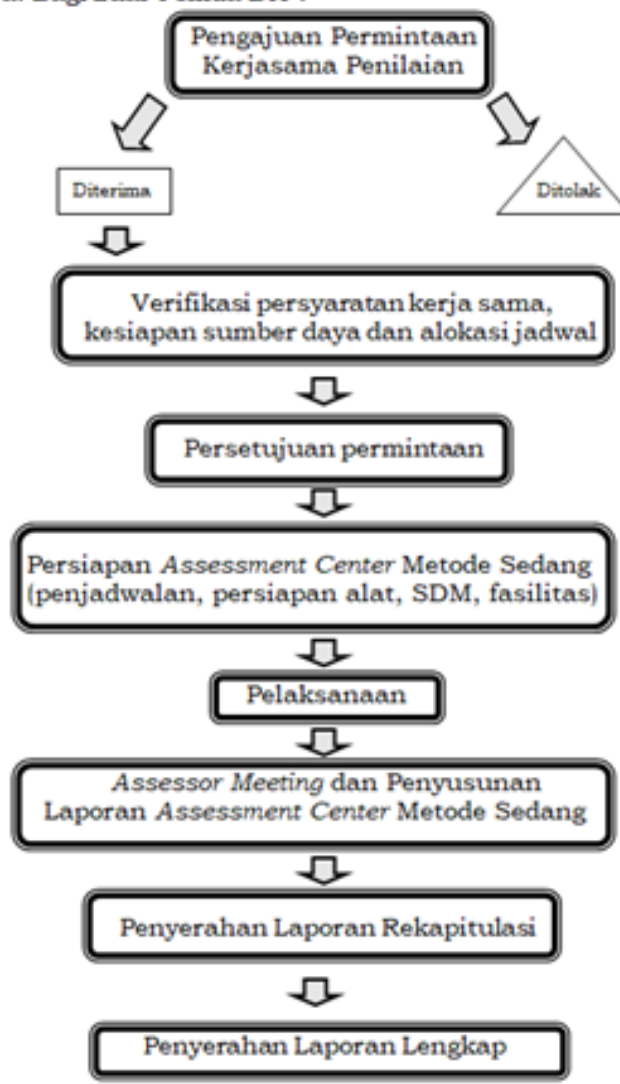 Pengajuan Permintaan
Kerjasama Penilaian
Diterima
Ditolak
Verifikasi persyaratan kerja sama,
kesiapan sumber daya dan alokasi jadwal
Persetujuan permintaan
Persiapan Assessment Center Metode Sedang
(penjadwalan, persiapan alat, SDM, fasilitas)
Pelaksanaan
Assessor Meeting dan Penyusunan
Laporan Assessment Center Metode Sedang
Penyerahan Laporan Rekapitulasi
Penyerahan Laporan Lengkap